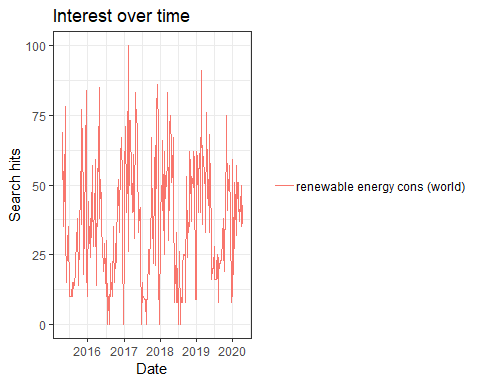 Interest over time
100
75
50
25
0
Search hits
2016 2017 2018 2019 2020
Date
renewable energy cons (world)